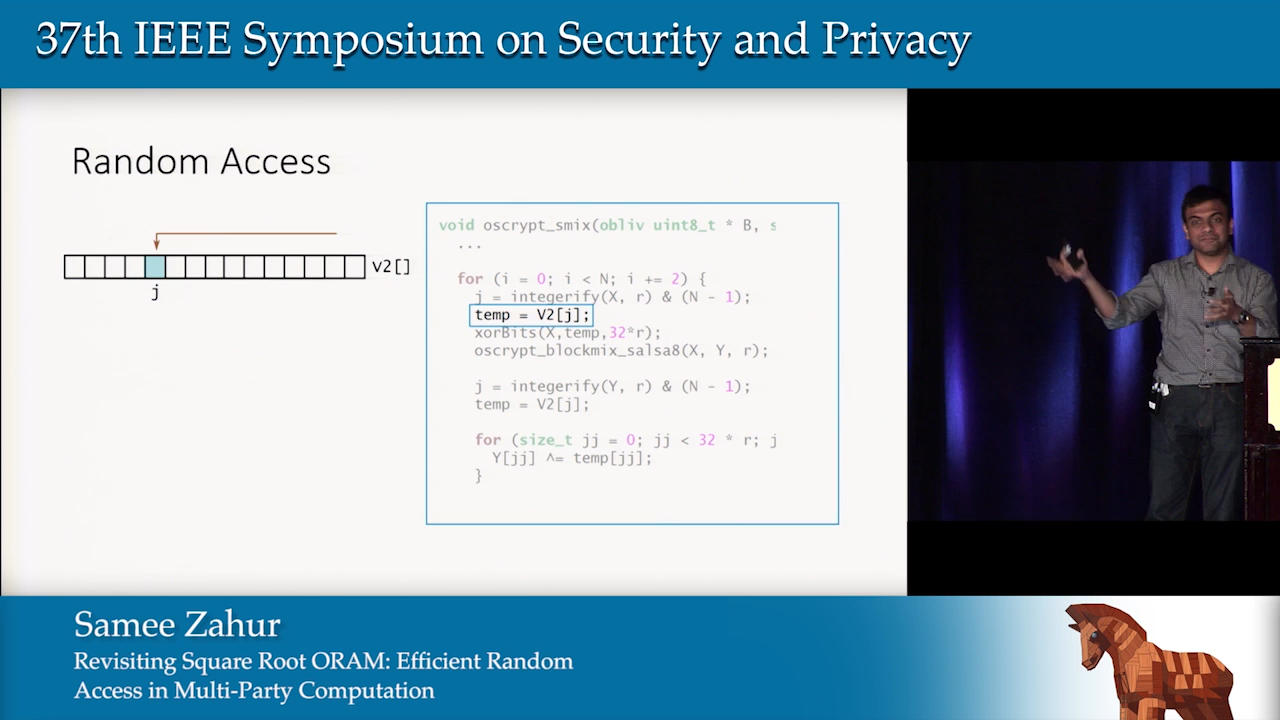 37th IEEE Symposium on Security and Privacy
Random Access
v2[]
j
void oscrypt_smix(obliv uint8_t * B, s
...
for (i = 0; i < N; i += 2) {
j = integerify(X, r) & (N - 1);
temp = V2[j];
xorBits(X,temp,32*r);
oscrypt_blockmix_salsa8(X, Y, r);
j = integerify(Y, r) & (N - 1);
temp = V2[j];
for (size_t jj = 0; jj < 32 * r; j
Y[jj] ^= temp[jj];
}
Samee Zahur
Revisiting Square Root ORAM: Efficient Random
Access in Multi-Party Computation